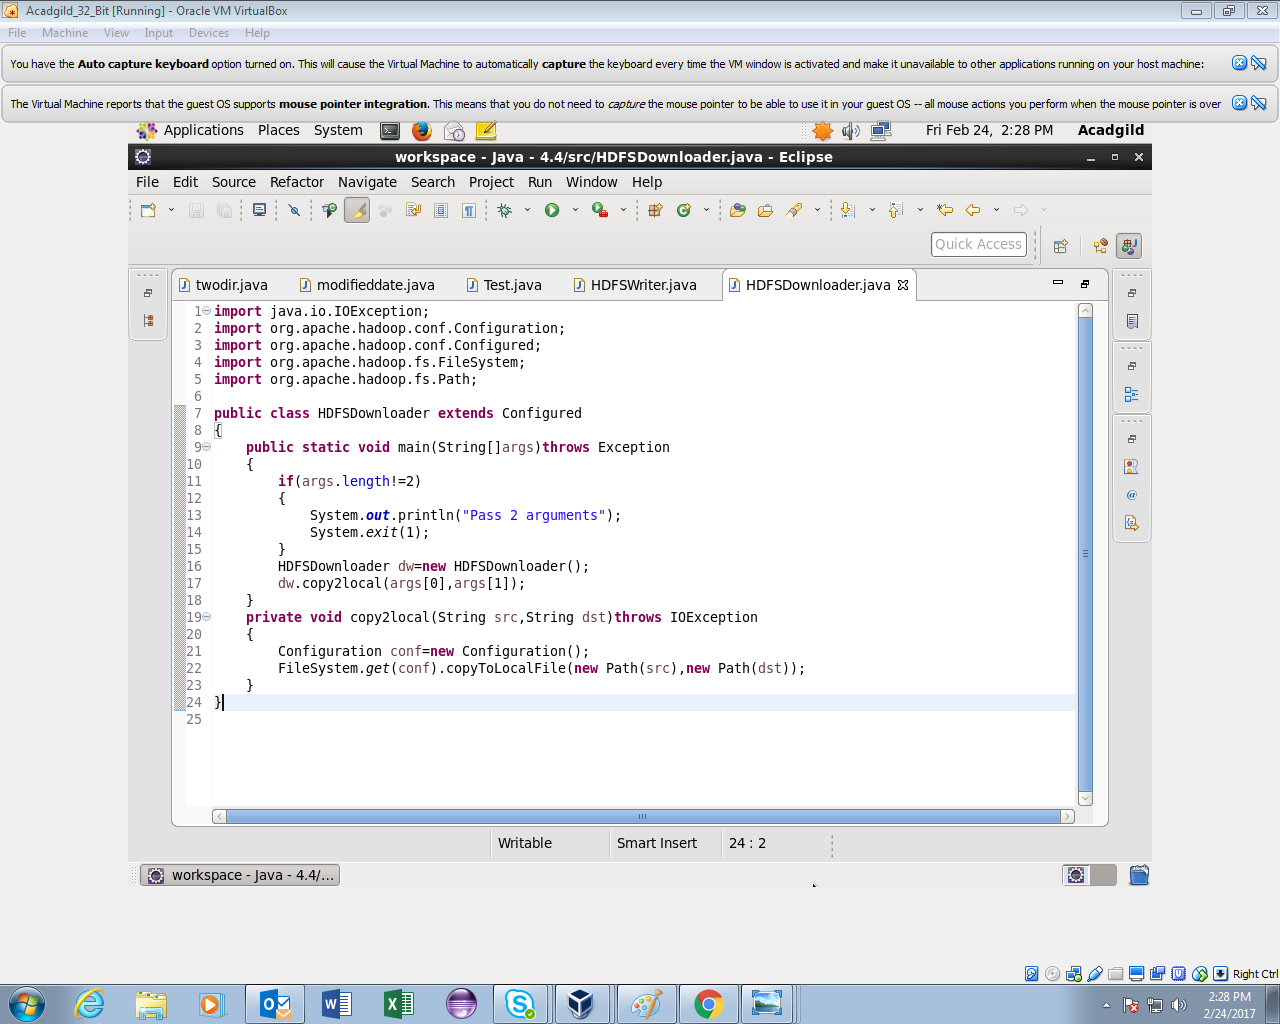 Acadgild_32_Bit [Running] - Oracle VM VirtualBox
File Machine View Input Devices Help
You have the Auto capture keyboard option turned on. This will cause the Virtual Machine to automatically capture the keyboard every time the VM window is activated and make it unavailable to other applications running on your host machine:
The Virtual Machine reports that the guest OS supports mouse pointer integration. This means that you do not need to capture the mouse pointer to be able to use it in your guest OS -- all mouse actions you perform when the mouse pointer is over
Applications Places System Fri Feb 24, 2:28 PM Acadgild
workspace - Java - 4.4/src/HDFSDownloader.java - Eclipse
File Edit Source Refactor Navigate Search Project Run Window Help
Quick Access
twodir.java modifieddate.java Test.java HDFSWriter.java HDFSDownloader.java
1 import java.io.IOException;
2 import org.apache.hadoop.conf.Configuration;
3 import org.apache.hadoop.conf.Configured;
4 import org.apache.hadoop.fs.FileSystem;
5 import org.apache.hadoop.fs.Path;
6
7 public class HDFSDownloader extends Configured
8 {
9 public static void main(String[]args)throws Exception
10 {
11 if(args.length!=2)
12 {
13 System.out.println("Pass 2 arguments");
14 System.exit(1);
15 }
16 HDFSDownloader dw=new HDFSDownloader();
17 dw.copy2local(args[0],args[1]);
18 }
19 private void copy2local(String src,String dst)throws IOException
20 {
21 Configuration conf=new Configuration();
22 FileSystem.get(conf).copyToLocalFile(new Path(src),new Path(dst));
23 }
24 }
25
Writable Smart Insert 24 : 2
workspace - Java - 4.4/...
Right Ctrl
2:28 PM
2/24/2017